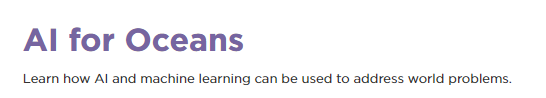 AI for Oceans
Learn how AI and machine learning can be used to address world problems.